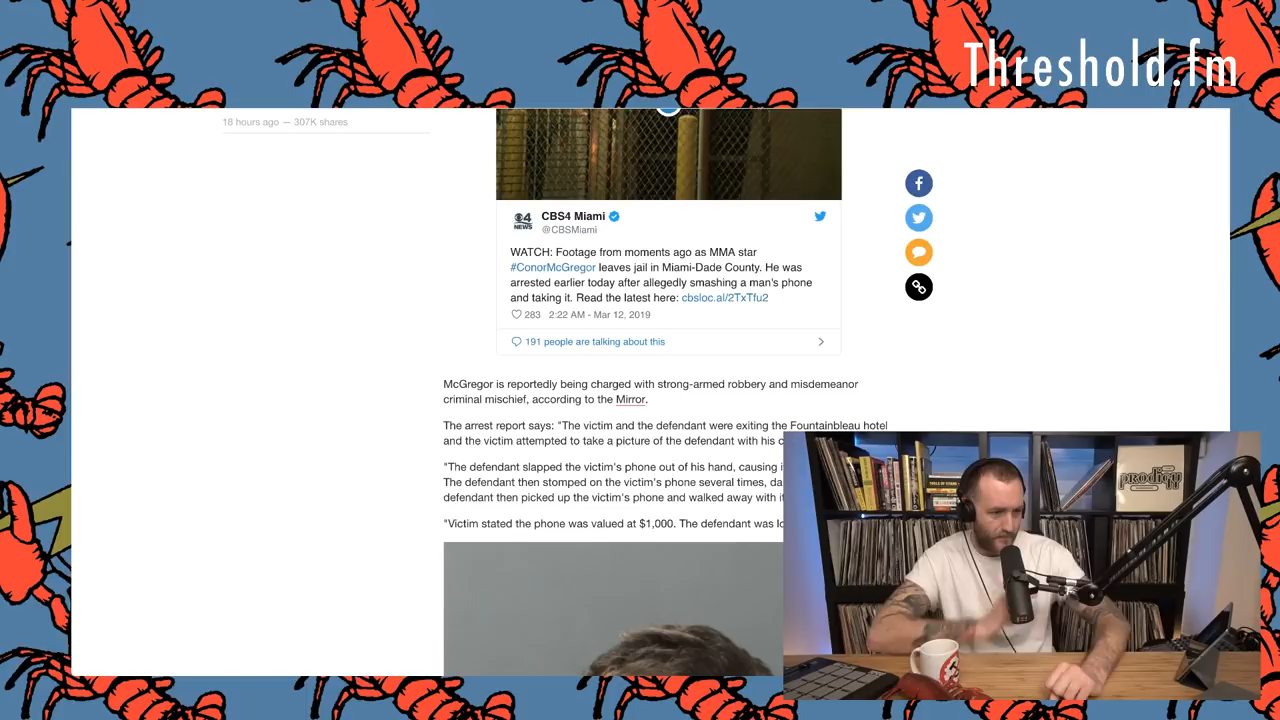 Threshold.fm
18 hours ago — 307K shares
CBS4 Miami
@CBSMiami
4
NEWS
WATCH: Footage from moments ago as MMA star
#ConorMcGregor leaves jail in Miami-Dade County. He was
arrested earlier today after allegedly smashing a man's phone
and taking it. Read the latest here: cbsloc.al/2TxTfu2
283 2:22 AM - Mar 12, 2019
191 people are talking about this
McGregor is reportedly being charged with strong-armed robbery and misdemeanor
criminal mischief, according to the Mirror.
The arrest report says: "The victim and the defendant were exiting the Fountainbleau hotel
and the victim attempted to take a picture of the defendant with his
"The defendant slapped the victim's phone out of his hand, causing
The defendant then stomped on the victim's phone several times,
defendant then picked up the victim's phone and walked away with
"Victim stated the phone was valued at $1,000. The defendant was
prodigy